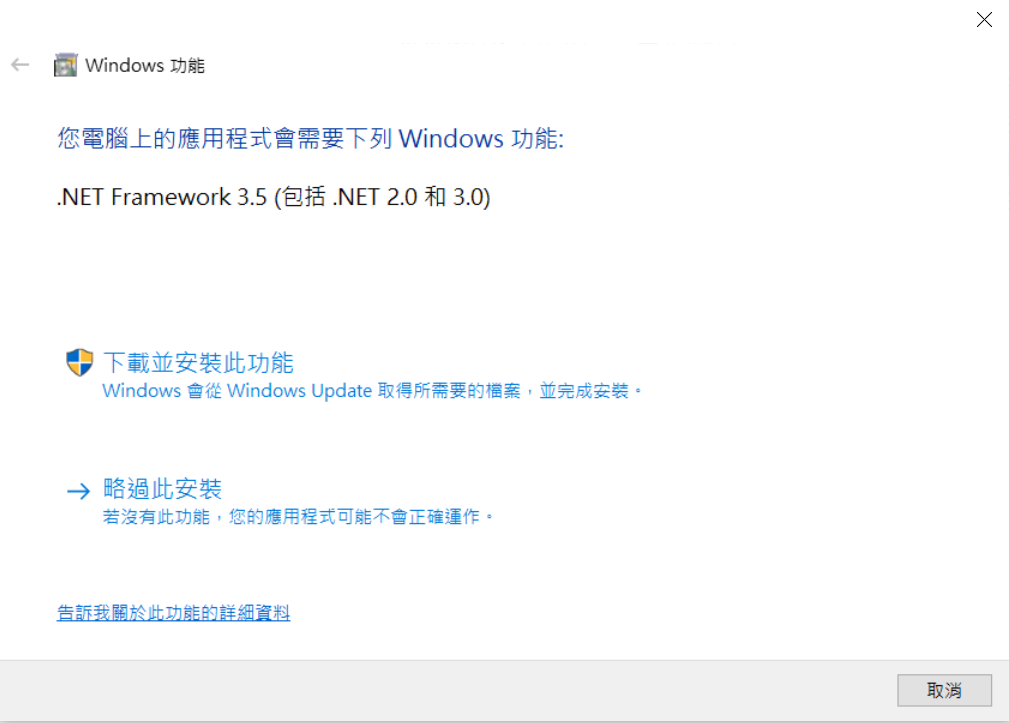 Windows 功能
您電腦上的應用程式會需要下列 Windows 功能:
.NET Framework 3.5 (包括 .NET 2.0 和 3.0)
下載並安裝此功能
Windows 會從 Windows Update 取得所需要的檔案，並完成安裝。
略過此安裝
若沒有此功能，您的應用程式可能不會正確運作。
告訴我關於此功能的詳細資料
取消